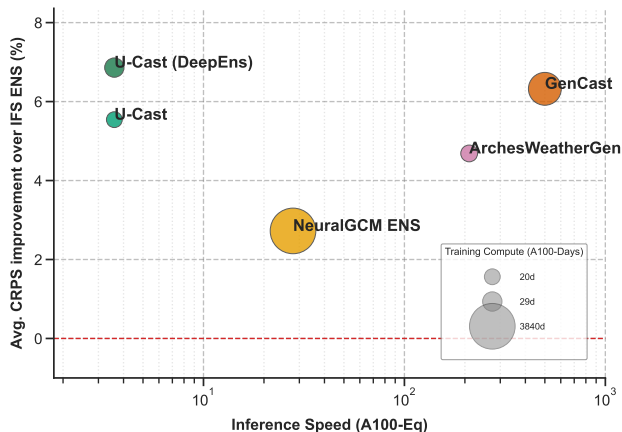 Avg. CRPS improvement over IFS ENS (%)
8
6
4
2
0
U-Cast (DeepEns)
U-Cast
GenCast
ArchesWeatherGen
NeuralGCM ENS
Training Compute (A100-Days)
20d
29d
3840d
10¹
10²
10³
Inference Speed (A100-Eq)